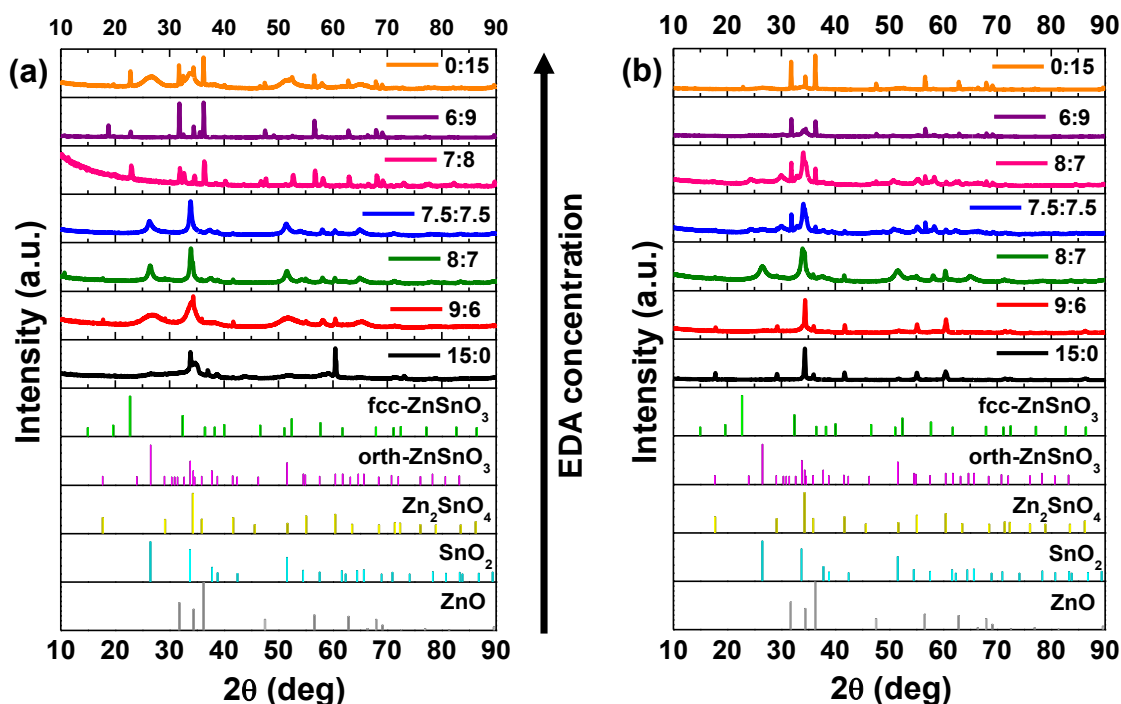 10 20 30 40 50 60 70 80 90
(a)
0:15
6:9
7:8
7.5:7.5
8:7
9:6
15:0
fcc-ZnSnO3
orth-ZnSnO3
Zn2SnO4
SnO2
ZnO
10 20 30 40 50 60 70 80 90
2θ (deg)
Intensity (a.u.)
EDA concentration
10 20 30 40 50 60 70 80 90
(b)
0:15
6:9
8:7
7.5:7.5
8:7
9:6
15:0
fcc-ZnSnO3
orth-ZnSnO3
Zn2SnO4
SnO2
ZnO
10 20 30 40 50 60 70 80 90
2θ (deg)
Intensity (a.u.)